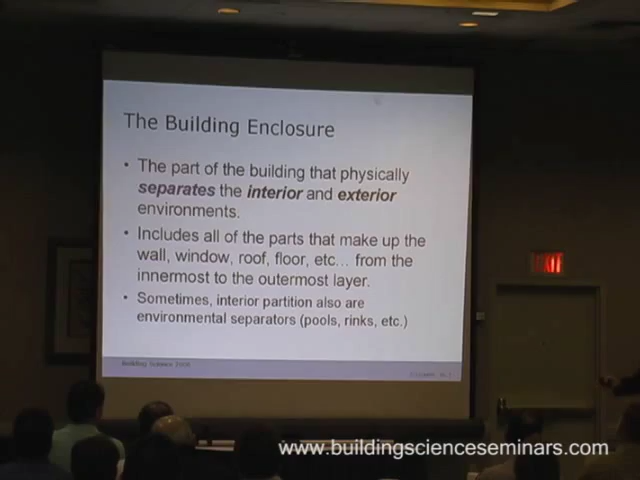 The Building Enclosure
• The part of the building that physically
separates the interior and exterior
environments.
• Includes all of the parts that make up the
wall, window, roof, floor, etc... from the
innermost to the outermost layer.
• Sometimes, interior partition also are
environmental separators (pools, rinks, etc.)
Building Science
EXIT
www.buildingscienceseminars.com